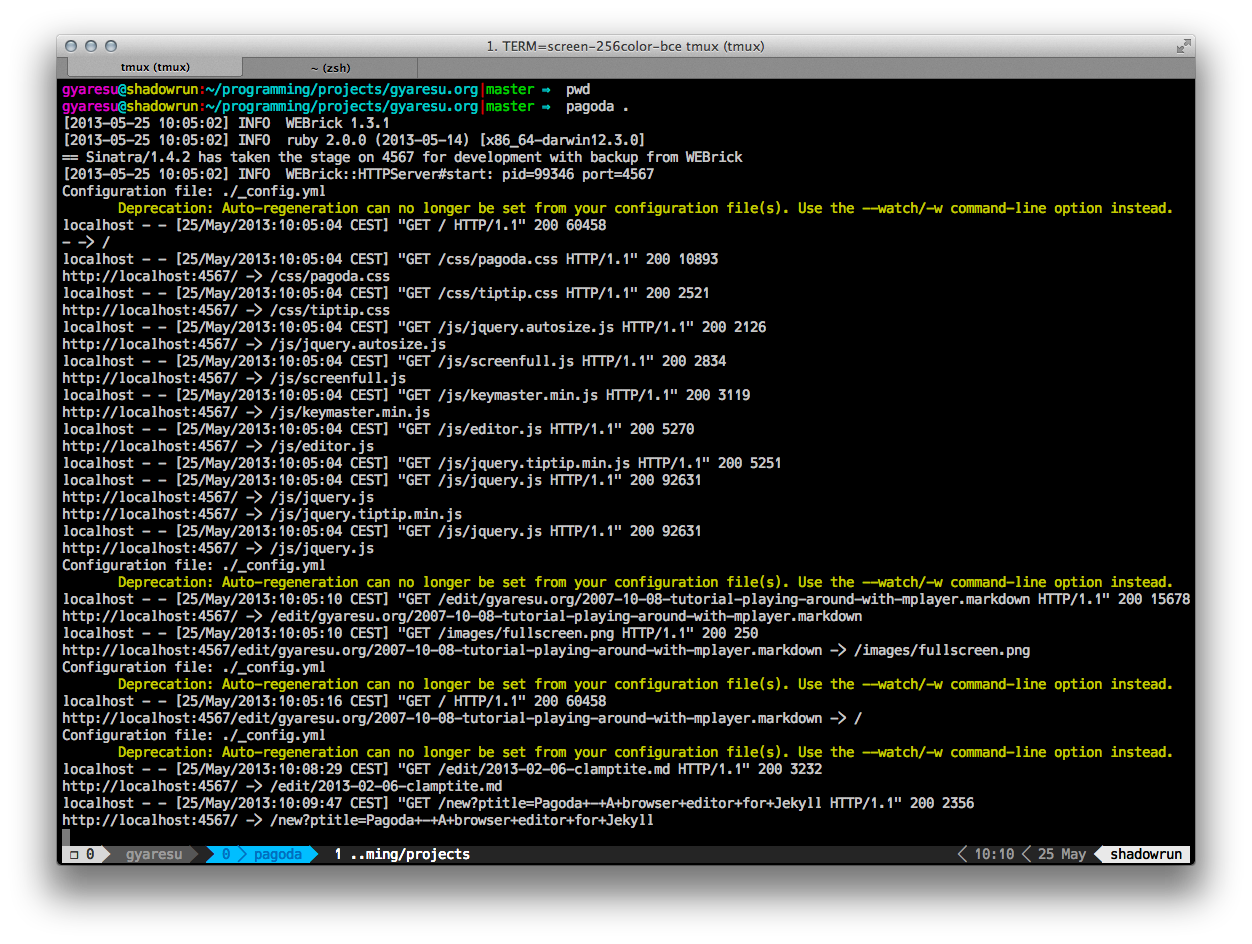 1. TERM=screen-256color-bce tmux (tmux)
tmux (tmux) ~ (zsh)
gyaresu@shadowrun:~/programming/projects/gyaresu.org|master ⇒  pwd
gyaresu@shadowrun:~/programming/projects/gyaresu.org|master ⇒  pagoda .
[2013-05-25 10:05:02] INFO  WEBrick 1.3.1
[2013-05-25 10:05:02] INFO  ruby 2.0.0 (2013-05-14) [x86_64-darwin12.3.0]
== Sinatra/1.4.2 has taken the stage on 4567 for development with backup from WEBrick
[2013-05-25 10:05:02] INFO  WEBrick::HTTPServer#start: pid=99346 port=4567
Configuration file: ./_config.yml
Deprecation: Auto-regeneration can no longer be set from your configuration file(s). Use the --watch/-w command-line option instead.
localhost - - [25/May/2013:10:05:04 CEST] "GET / HTTP/1.1" 200 60458
- -> /
localhost - - [25/May/2013:10:05:04 CEST] "GET /css/pagoda.css HTTP/1.1" 200 10893
http://localhost:4567/ -> /css/pagoda.css
localhost - - [25/May/2013:10:05:04 CEST] "GET /css/tiptip.css HTTP/1.1" 200 2521
http://localhost:4567/ -> /css/tiptip.css
localhost - - [25/May/2013:10:05:04 CEST] "GET /js/jquery.autosize.js HTTP/1.1" 200 2126
http://localhost:4567/ -> /js/jquery.autosize.js
localhost - - [25/May/2013:10:05:04 CEST] "GET /js/screenfull.js HTTP/1.1" 200 2834
http://localhost:4567/ -> /js/screenfull.js
localhost - - [25/May/2013:10:05:04 CEST] "GET /js/keymaster.min.js HTTP/1.1" 200 3119
http://localhost:4567/ -> /js/keymaster.min.js
localhost - - [25/May/2013:10:05:04 CEST] "GET /js/editor.js HTTP/1.1" 200 5270
http://localhost:4567/ -> /js/editor.js
localhost - - [25/May/2013:10:05:04 CEST] "GET /js/jquery.tiptip.min.js HTTP/1.1" 200 5251
localhost - - [25/May/2013:10:05:04 CEST] "GET /js/jquery.js HTTP/1.1" 200 92631
http://localhost:4567/ -> /js/jquery.js
http://localhost:4567/ -> /js/jquery.tiptip.min.js
localhost - - [25/May/2013:10:05:04 CEST] "GET /js/jquery.js HTTP/1.1" 200 92631
http://localhost:4567/ -> /js/jquery.js
Configuration file: ./_config.yml
Deprecation: Auto-regeneration can no longer be set from your configuration file(s). Use the --watch/-w command-line option instead.
localhost - - [25/May/2013:10:05:10 CEST] "GET /edit/gyaresu.org/2007-10-08-tutorial-playing-around-with-mplayer.markdown HTTP/1.1" 200 15678
http://localhost:4567/ -> /edit/gyaresu.org/2007-10-08-tutorial-playing-around-with-mplayer.markdown
localhost - - [25/May/2013:10:05:10 CEST] "GET /images/fullscreen.png HTTP/1.1" 200 250
http://localhost:4567/edit/gyaresu.org/2007-10-08-tutorial-playing-around-with-mplayer.markdown -> /images/fullscreen.png
Configuration file: ./_config.yml
Deprecation: Auto-regeneration can no longer be set from your configuration file(s). Use the --watch/-w command-line option instead.
localhost - - [25/May/2013:10:05:16 CEST] "GET / HTTP/1.1" 200 60458
http://localhost:4567/edit/gyaresu.org/2007-10-08-tutorial-playing-around-with-mplayer.markdown -> /
Configuration file: ./_config.yml
Deprecation: Auto-regeneration can no longer be set from your configuration file(s). Use the --watch/-w command-line option instead.
localhost - - [25/May/2013:10:08:29 CEST] "GET /edit/2013-02-06-clamptite.md HTTP/1.1" 200 3232
http://localhost:4567/ -> /edit/2013-02-06-clamptite.md
localhost - - [25/May/2013:10:09:47 CEST] "GET /new?ptitle=Pagoda+-+A+browser+editor+for+Jekyll HTTP/1.1" 200 2356
http://localhost:4567/ -> /new?ptitle=Pagoda+-+A+browser+editor+for+Jekyll
❐ 0 gyaresu 0 pagoda 1 ..ming/projects 10:10 25 May shadowrun